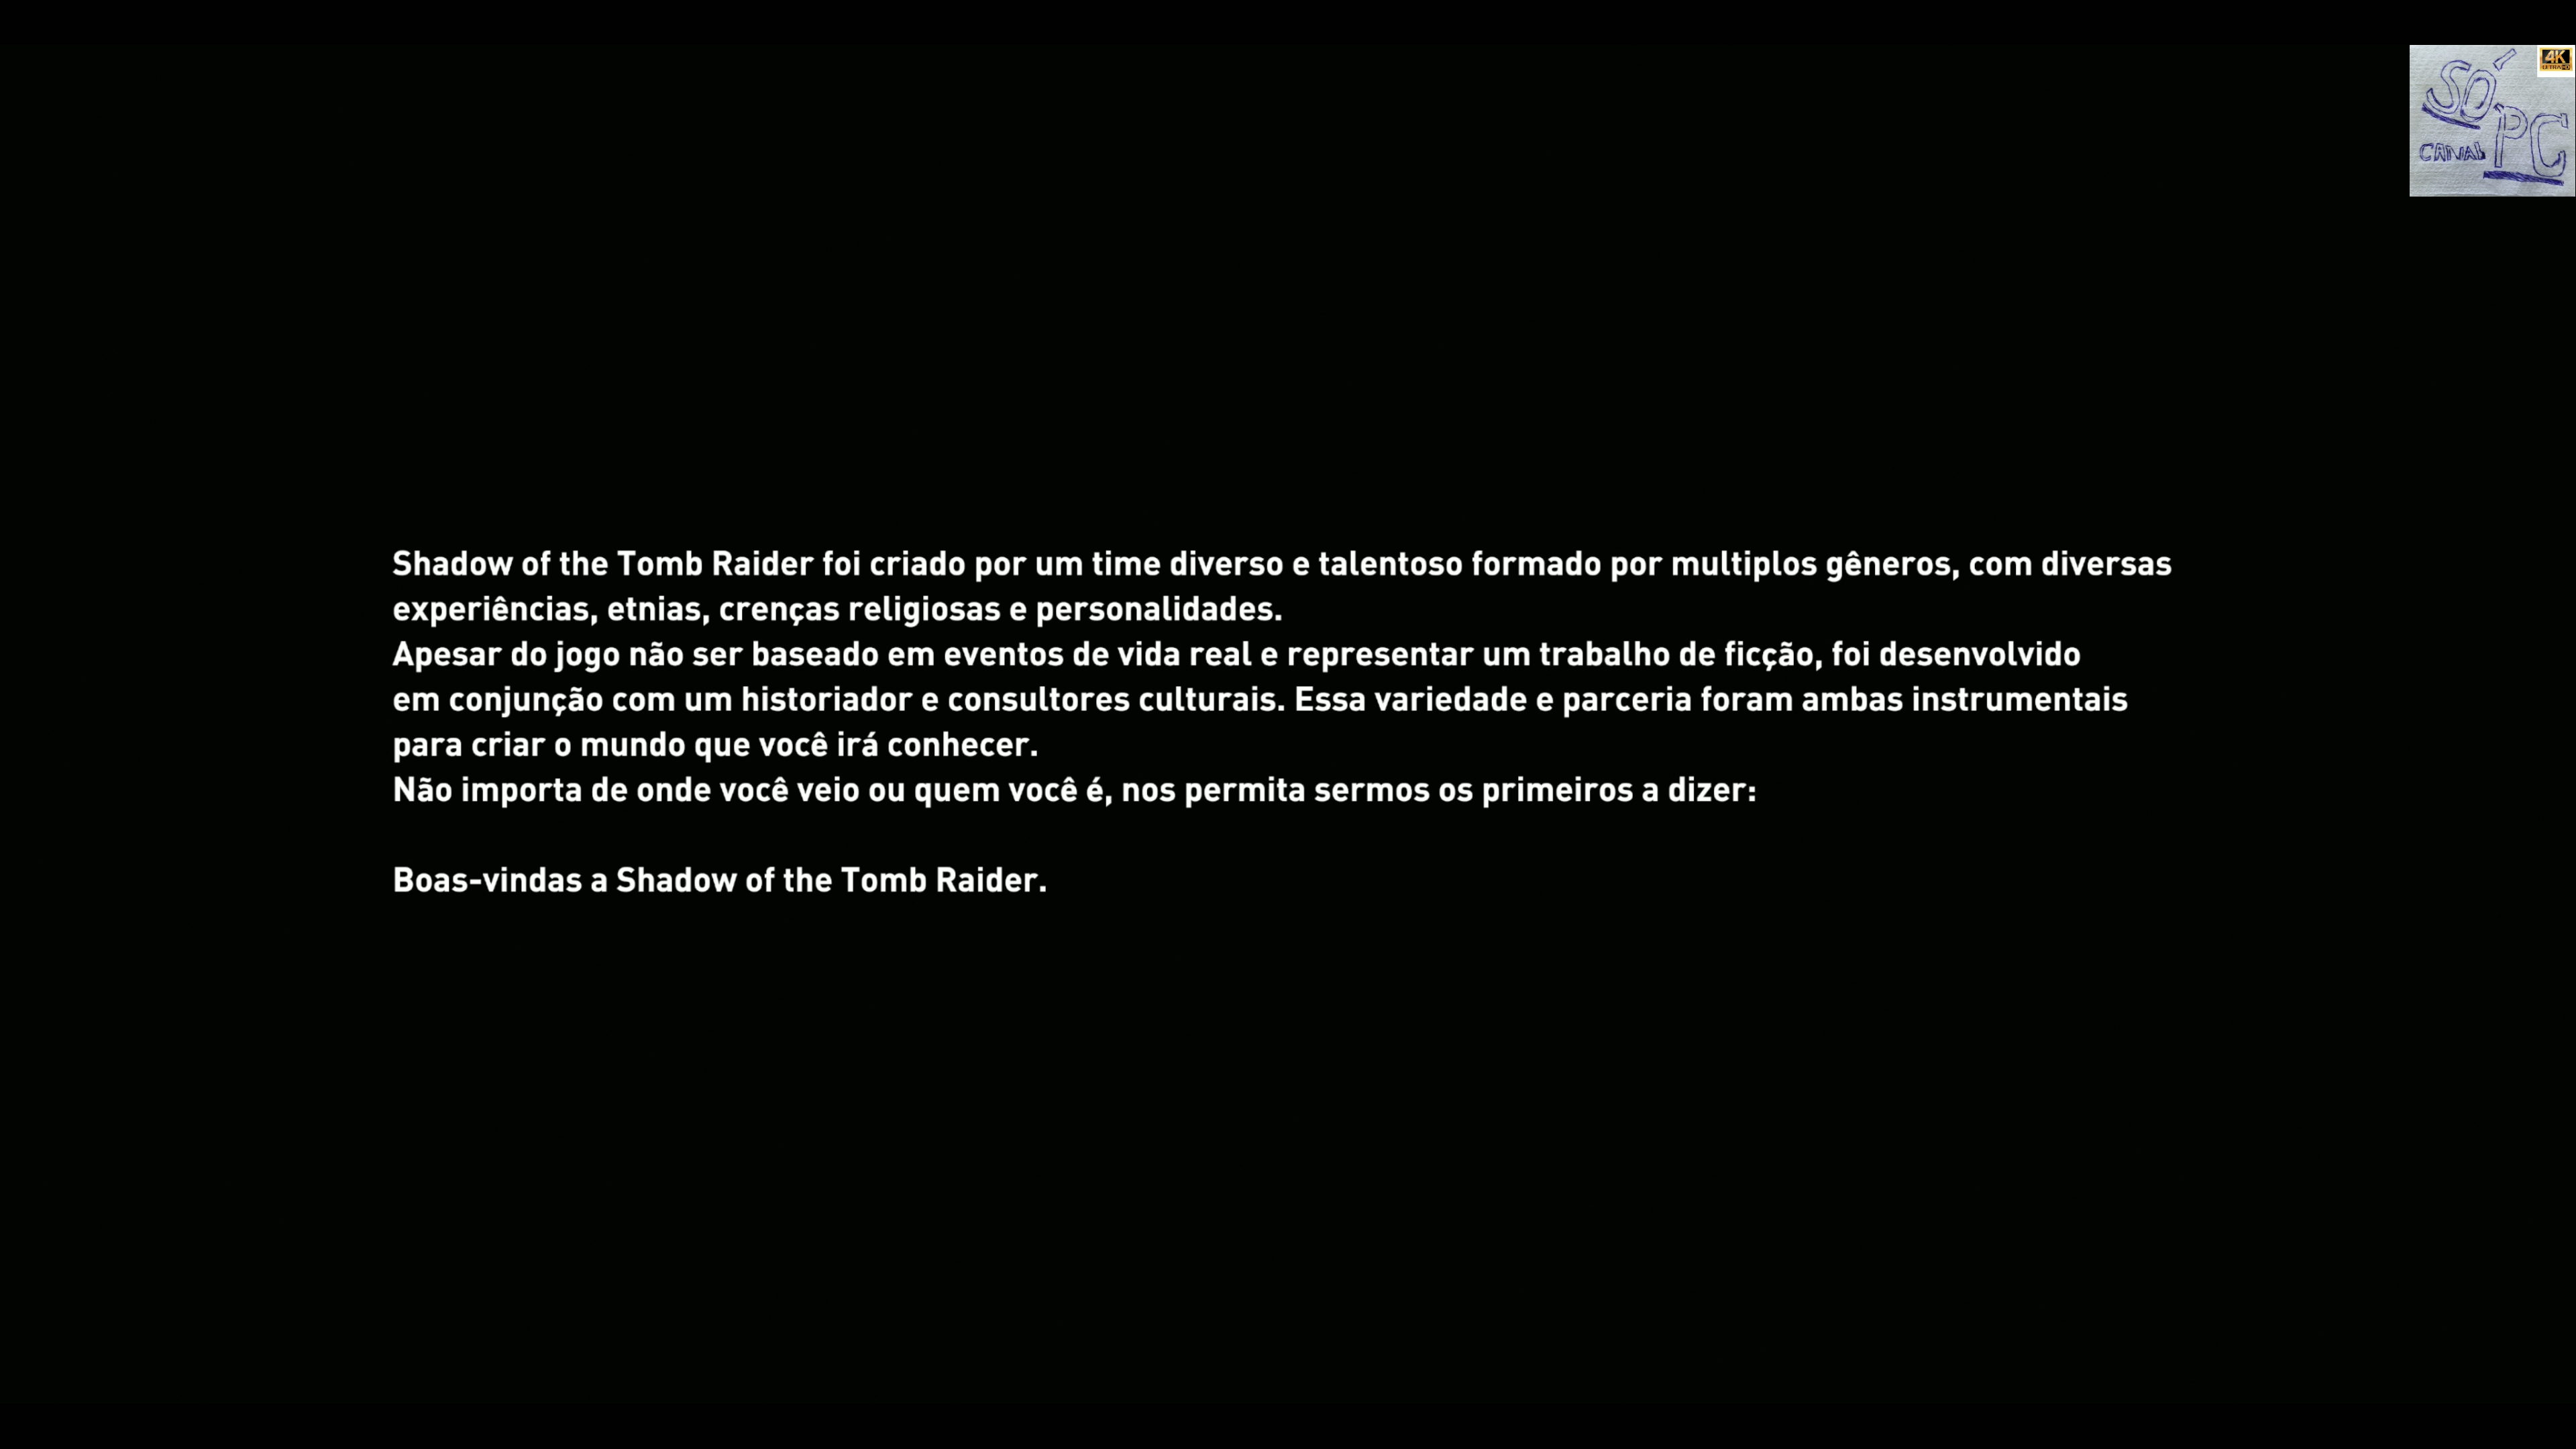 SÓ
4K
ULTRA HD
PC
CANAL
Shadow of the Tomb Raider foi criado por um time diverso e talentoso formado por multiplos gêneros, com diversas
experiências, etnias, crenças religiosas e personalidades.
Apesar do jogo não ser baseado em eventos de vida real e representar um trabalho de ficção, foi desenvolvido
em conjunção com um historiador e consultores culturais. Essa variedade e parceria foram ambas instrumentais
para criar o mundo que você irá conhecer.
Não importa de onde você veio ou quem você é, nos permita sermos os primeiros a dizer:
Boas-vindas a Shadow of the Tomb Raider.